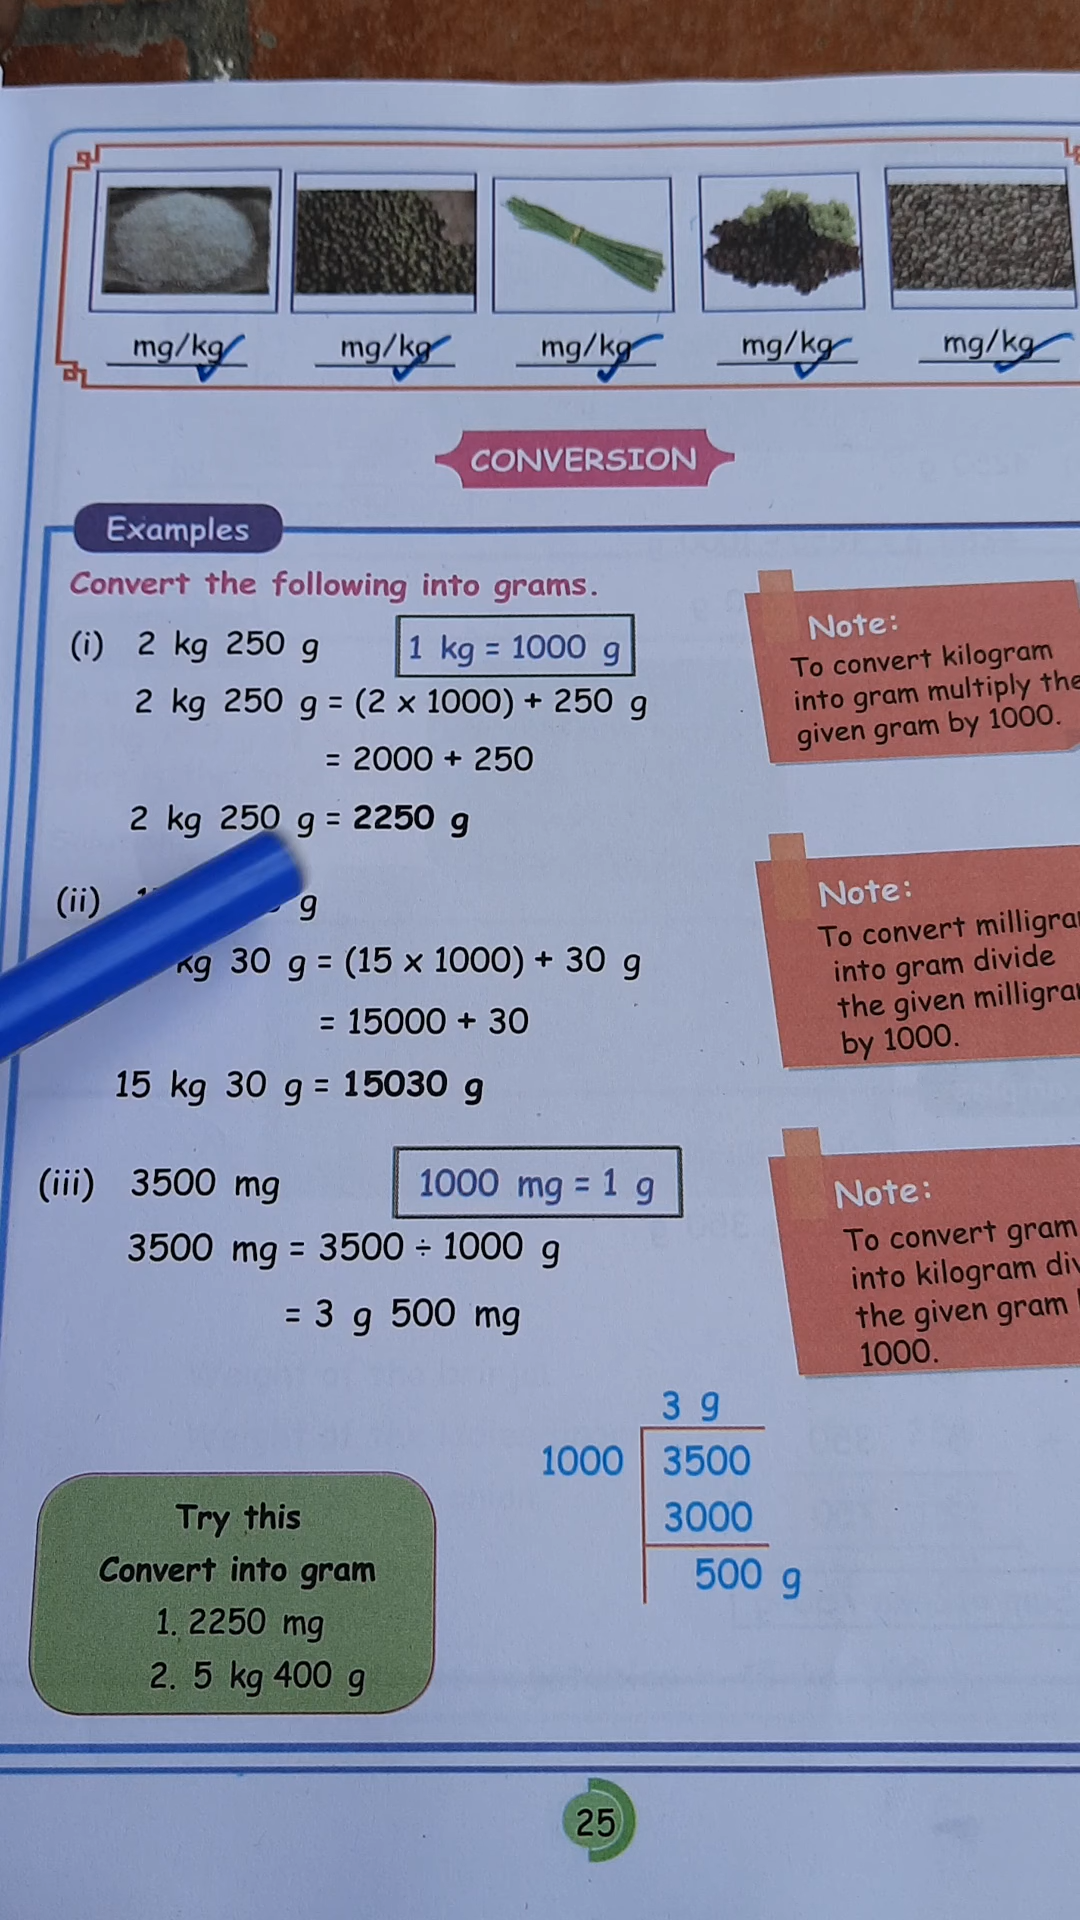 mg/kg mg/kg mg/kg mg/kg mg/kg
CONVERSION
Examples
Convert the following into grams.
(i) 2 kg 250 g 1 kg = 1000 g
2 kg 250 g = (2 x 1000) + 250 g
= 2000 + 250
2 kg 250 g = 2250 g
(ii) g
kg 30 g = (15 x 1000) + 30 g
= 15000 + 30
15 kg 30 g = 15030 g
(iii) 3500 mg 1000 mg = 1 g
3500 mg = 3500 ÷ 1000 g
= 3 g 500 mg
3 g
1000 3500
3000
500 g
Note:
To convert kilogram
into gram multiply the
given gram by 1000.
Note:
To convert
into gram divide
the given
by 1000.
Note:
To convert gram
into kilogram
the given gram
1000.
Try this
Convert into gram
1. 2250 mg
2. 5 kg 400 g
25